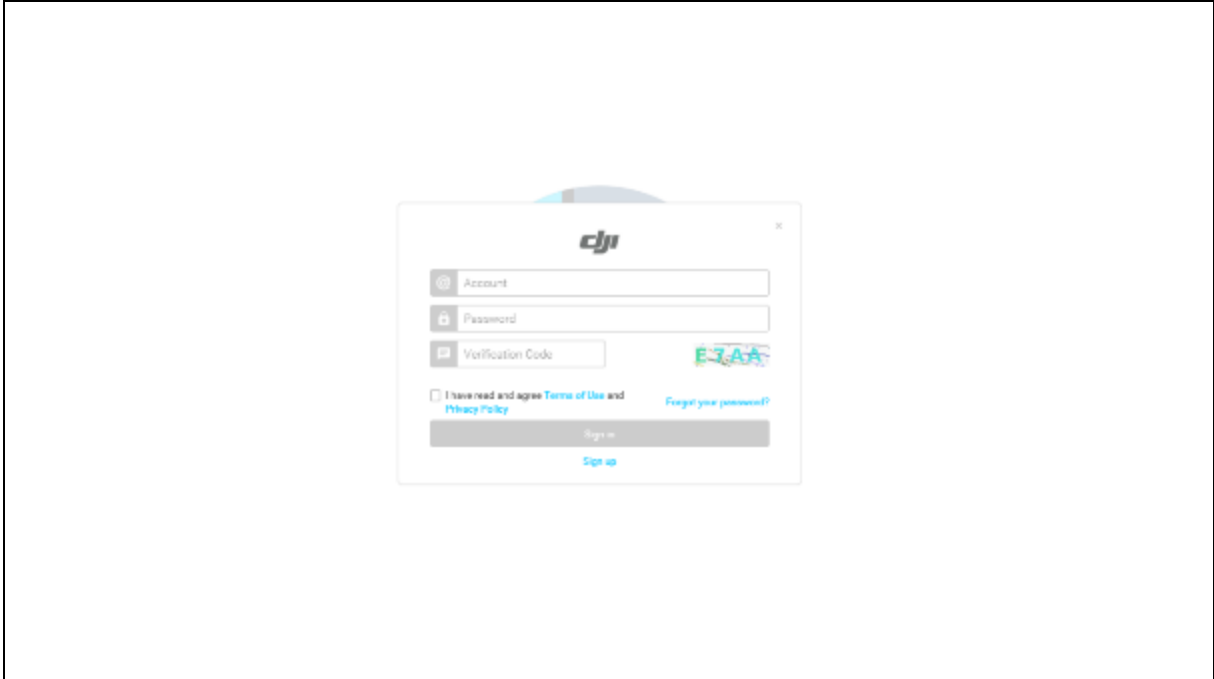 dji
×
Account
Password
Verification Code
E7AA
I have read and agree Terms of Use and
Privacy Policy
Forgot your password?
Sign in
Sign up